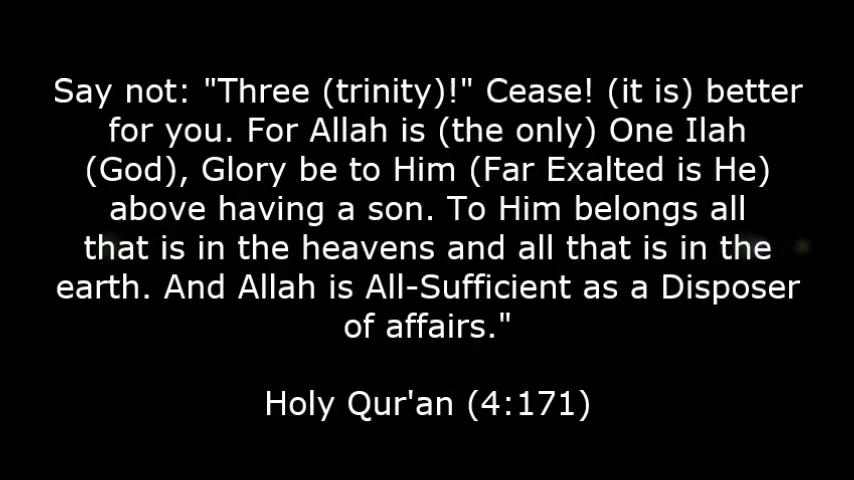 Say not: "Three (trinity)!" Cease! (it is) better
for you. For Allah is (the only) One Ilah
(God), Glory be to Him (Far Exalted is He)
above having a son. To Him belongs all
that is in the heavens and all that is in the
earth. And Allah is All-Sufficient as a Disposer
of affairs."
Holy Qur'an (4:171)